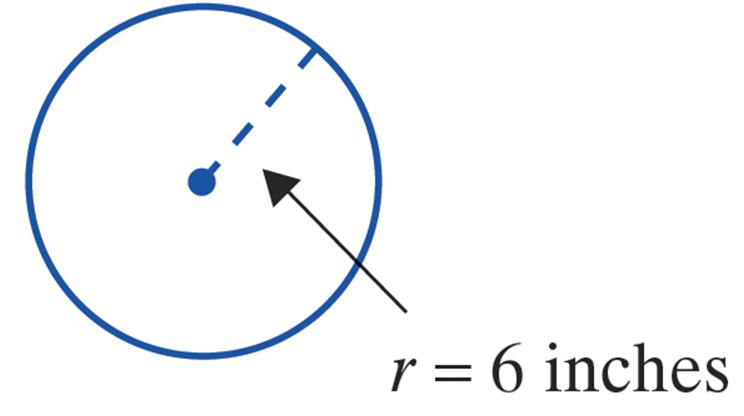 r = 6 inches